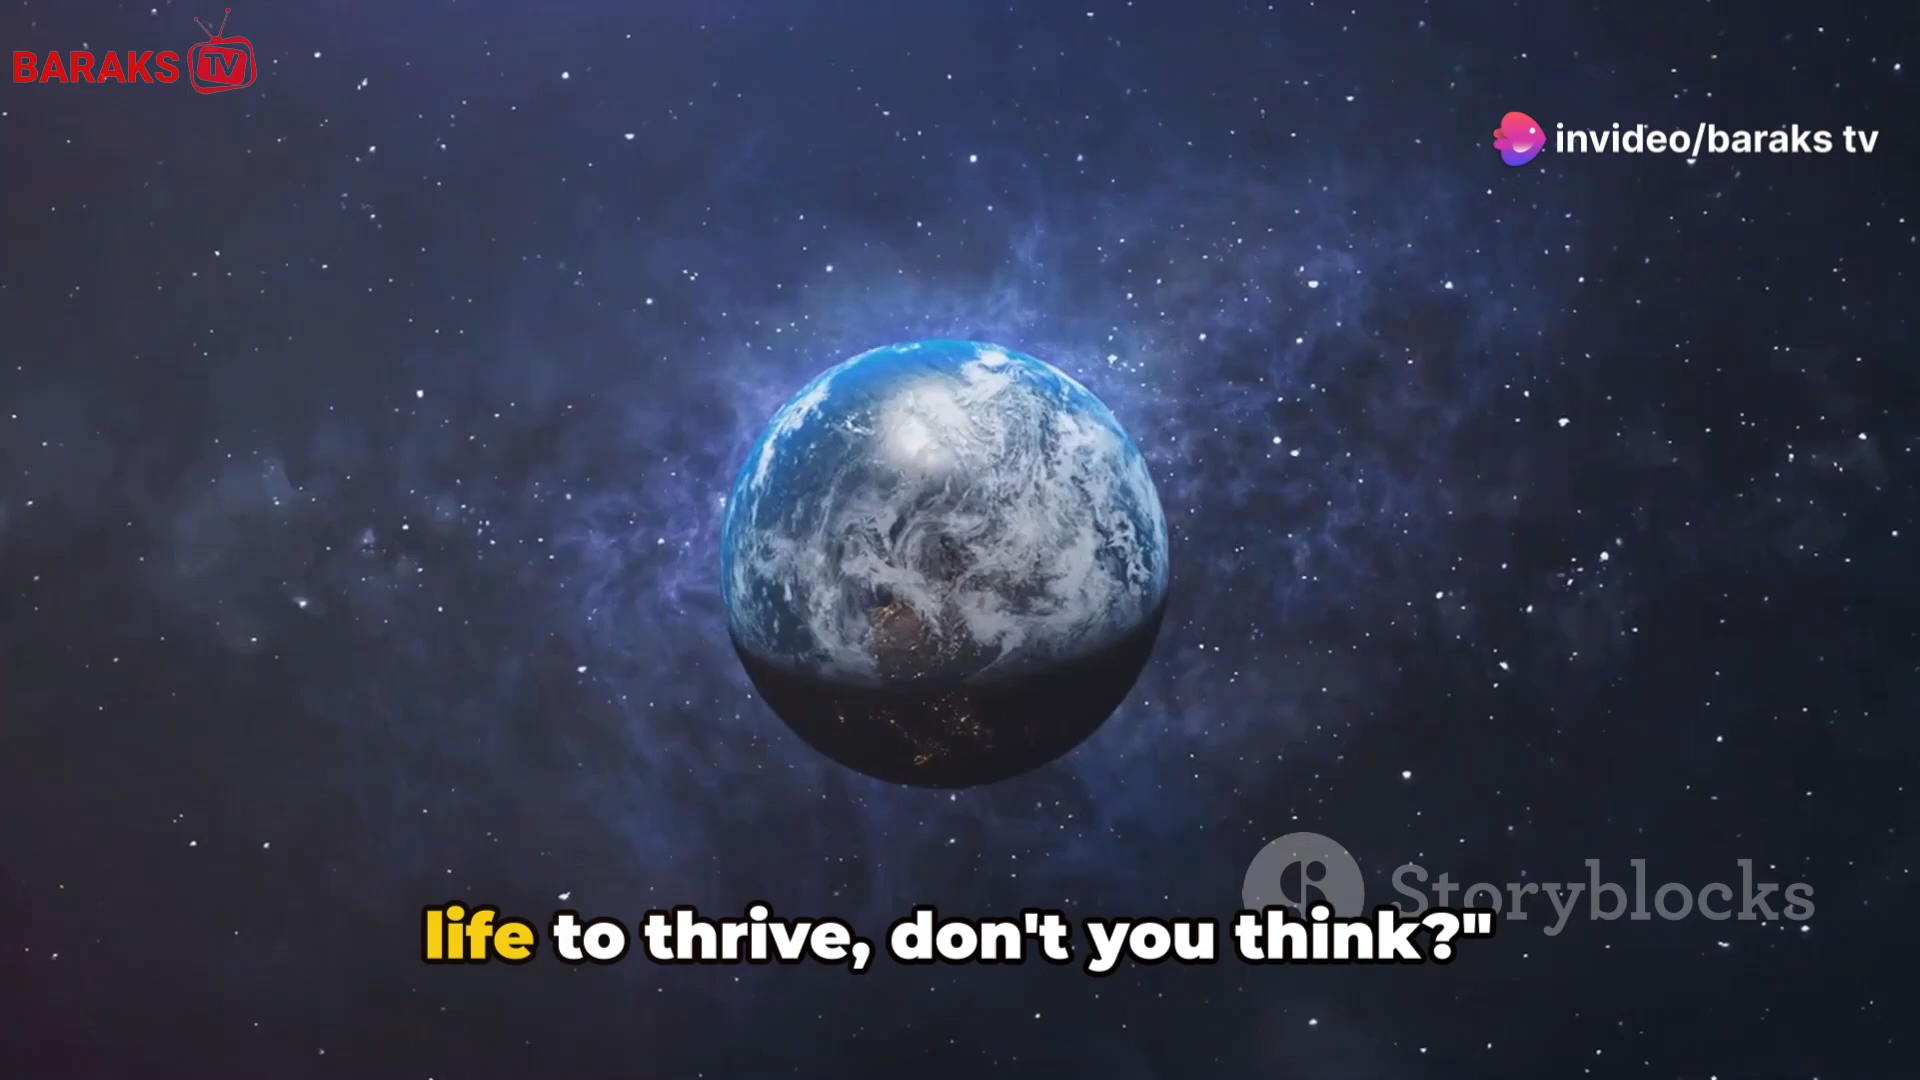 BARAKS TV
invideo/baraks tv
Storyblocks
life to thrive, don't you think?"